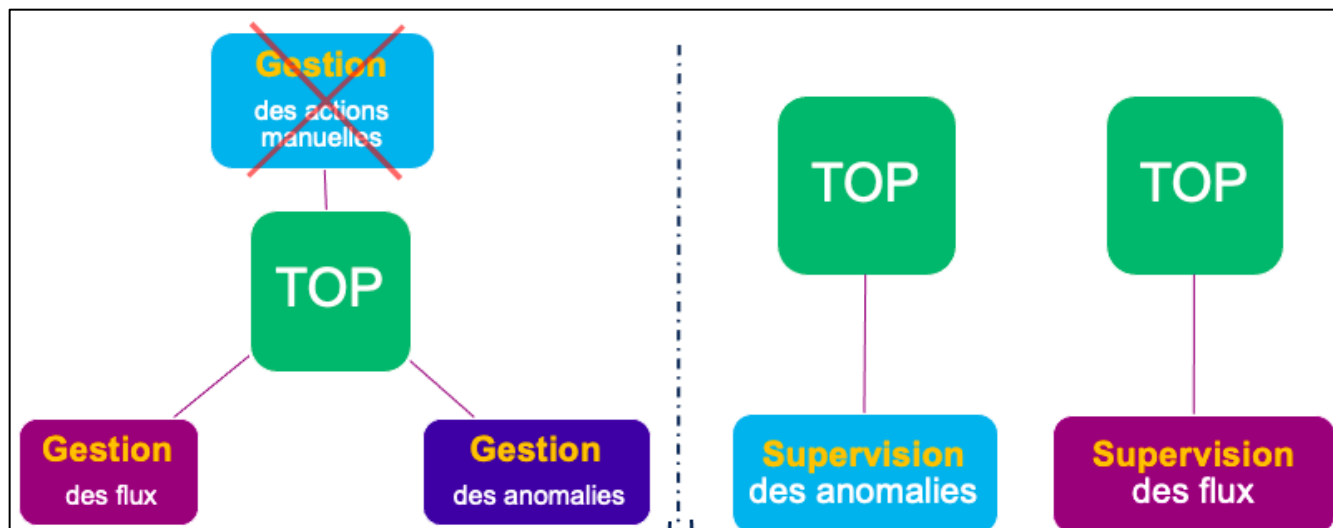 Gestion
des actions
manuelles
TOP
Gestion
des flux
Gestion
des anomalies
TOP
Supervision
des anomalies
TOP
Supervision
des flux